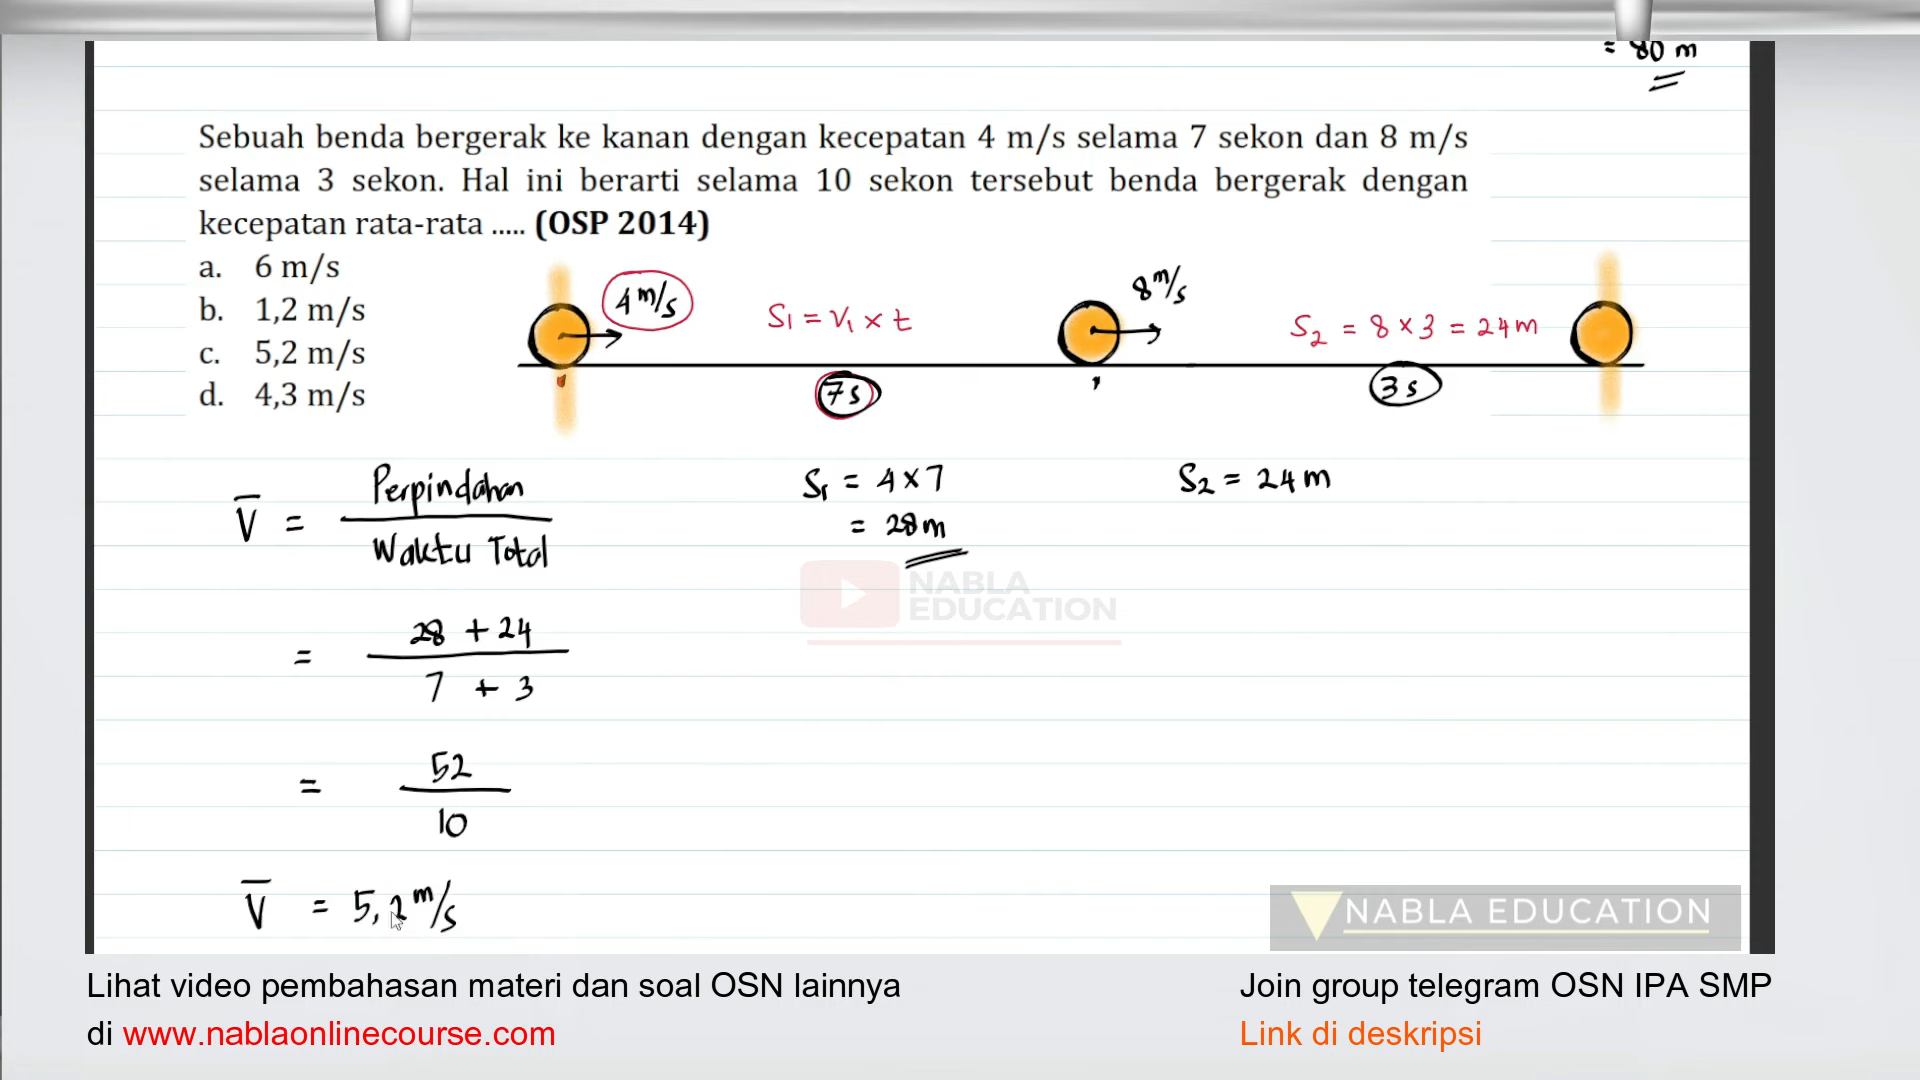 = 80 m
Sebuah benda bergerak ke kanan dengan kecepatan 4 m/s selama 7 sekon dan 8 m/s
selama 3 sekon. Hal ini berarti selama 10 sekon tersebut benda bergerak dengan
kecepatan rata-rata ..... (OSP 2014)
a. 6 m/s
b. 1,2 m/s
c. 5,2 m/s
d. 4,3 m/s
4 m/s
S1 = V1 x t
8 m/s
S2 = 8 x 3 = 24 m
7s
3s
V̅ = Perpindahan
Waktu Total
S1 = 4 x 7
= 28 m
S2 = 24 m
NABLA
EDUCATION
= 28 + 24
7 + 3
= 52
10
V̅ = 5,2 m/s
NABLA EDUCATION
Lihat video pembahasan materi dan soal OSN lainnya
di www.nablaonlinecourse.com
Join group telegram OSN IPA SMP
Link di deskripsi